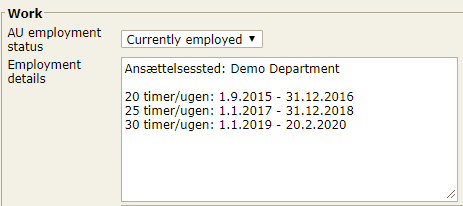 Work
AU employment status
Currently employed
Employment details
Ansættelsessted: Demo Department
20 timer/ugen: 1.9.2015 - 31.12.2016
25 timer/ugen: 1.1.2017 - 31.12.2018
30 timer/ugen: 1.1.2019 - 20.2.2020